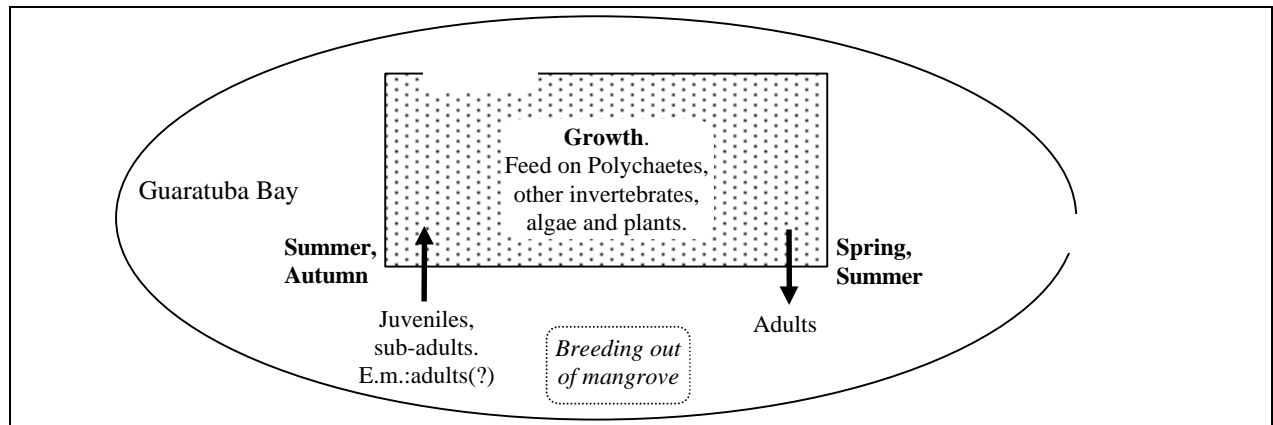 Growth.
Feed on Polychaetes,
other invertebrates,
algae and plants.
Guaratuba Bay
Summer,
Autumn
Spring,
Summer
Juveniles,
sub-adults.
E.m.:adults(?)
Breeding out
of mangrove
Adults